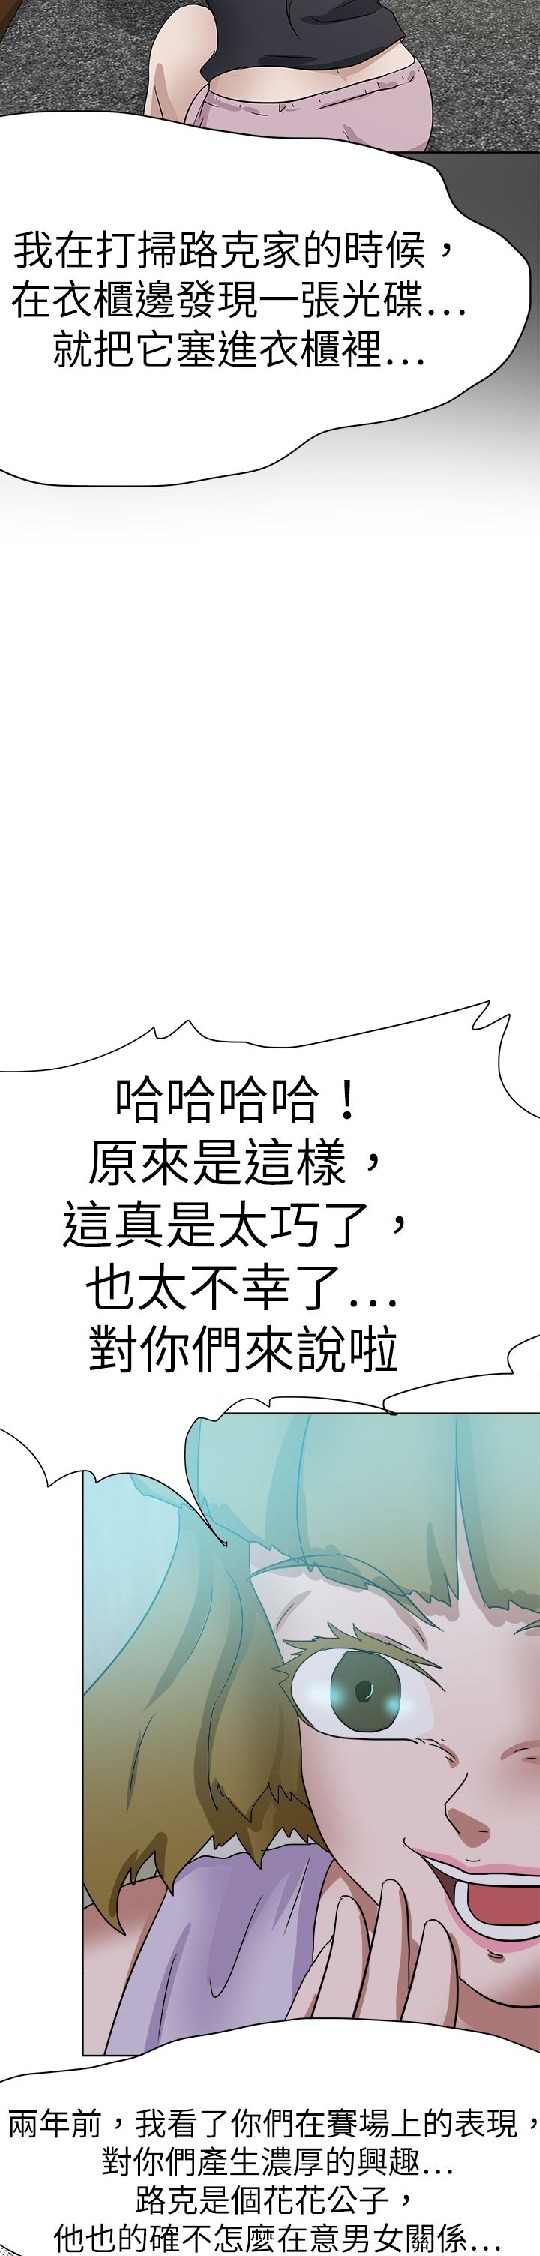 我在打掃路克家的時候，
在衣櫃邊發現一張光碟...
就把它塞進衣櫃裡...
哈哈哈哈！
原來是這樣，
這真是太巧了，
也太不幸了...
對你們來說啦
兩年前，我看了你們在賽場上的表現，
對你們產生濃厚的興趣...
路克是個花花公子，
他也的確不怎麼在意男女關係...